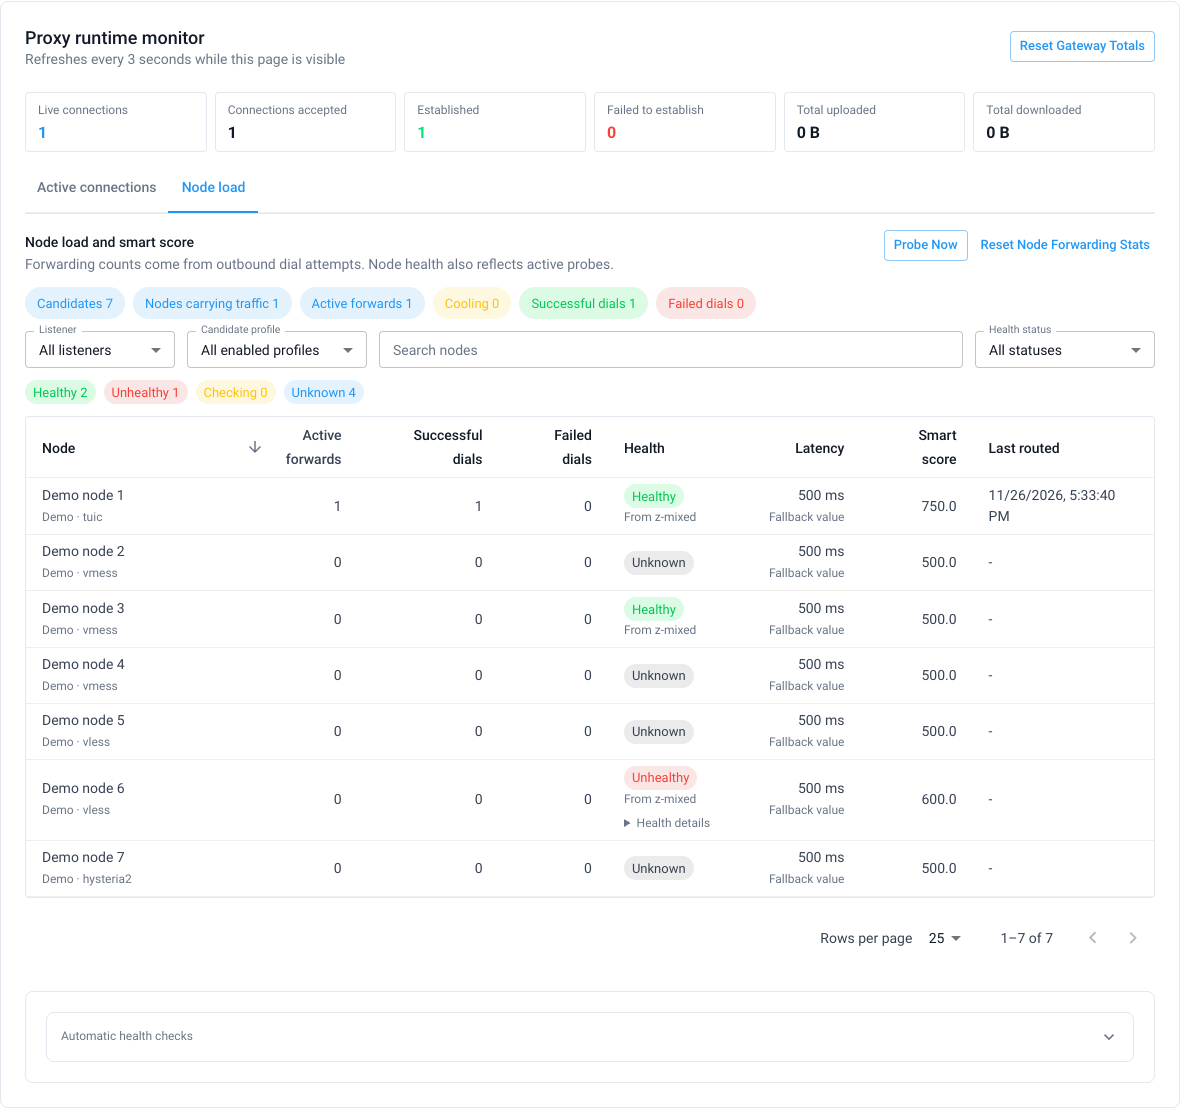 Proxy runtime monitor
Refreshes every 3 seconds while this page is visible
Reset Gateway Totals
Live connections
1
Connections accepted
1
Established
1
Failed to establish
0
Total uploaded
0 B
Total downloaded
0 B
Active connections
Node load
Node load and smart score
Forwarding counts come from outbound dial attempts. Node health also reflects active probes.
Probe Now
Reset Node Forwarding Stats
Candidates 7
Nodes carrying traffic 1
Active forwards 1
Cooling 0
Successful dials 1
Failed dials 0
Listener
All listeners
Candidate profile
All enabled profiles
Search nodes
Health status
All statuses
Healthy 2
Unhealthy 1
Checking 0
Unknown 4
Node
Active
forwards
Successful
dials
Failed
dials
Health
Latency
Smart
score
Last routed
Demo node 1
Demo · tuic
1
1
0
Healthy
From z-mixed
500 ms
Fallback value
750.0
11/26/2026, 5:33:40
PM
Demo node 2
Demo · vmess
0
0
0
Unknown
500 ms
Fallback value
500.0
-
Demo node 3
Demo · vmess
0
0
0
Healthy
From z-mixed
500 ms
Fallback value
500.0
-
Demo node 4
Demo · vmess
0
0
0
Unknown
500 ms
Fallback value
500.0
-
Demo node 5
Demo · vless
0
0
0
Unknown
500 ms
Fallback value
500.0
-
Demo node 6
Demo · vless
0
0
0
Unhealthy
From z-mixed
Health details
500 ms
Fallback value
600.0
-
Demo node 7
Demo · hysteria2
0
0
0
Unknown
500 ms
Fallback value
500.0
-
Rows per page
25
1–7 of 7
Automatic health checks